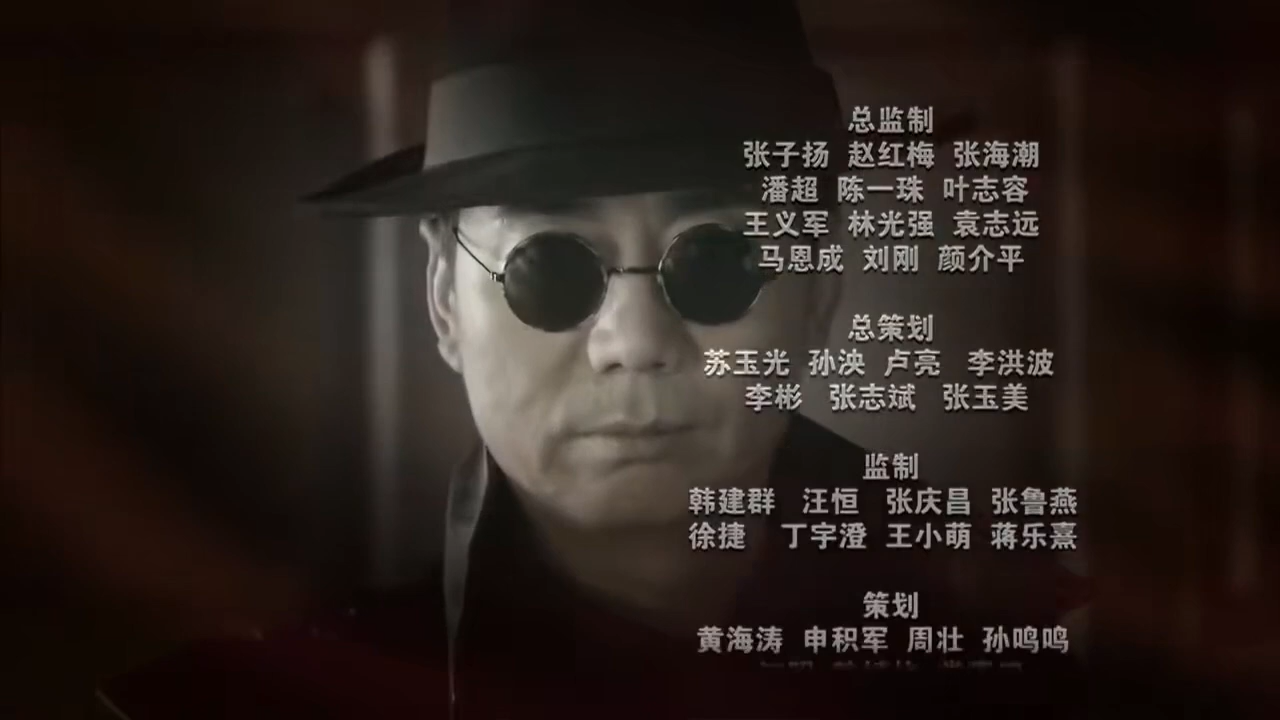 总监制
张子扬 赵红梅 张海潮
潘超 陈一珠 叶志容
王义军 林光强 袁志远
马恩成 刘刚 颜介平
总策划
苏玉光 孙泱 卢亮 李洪波
李彬 张志斌 张玉美
监制
韩建群 汪恒 张庆昌 张鲁燕
徐捷 丁宇澄 王小萌 蒋乐熹
策划
黄海涛 申积军 周壮 孙鸣鸣